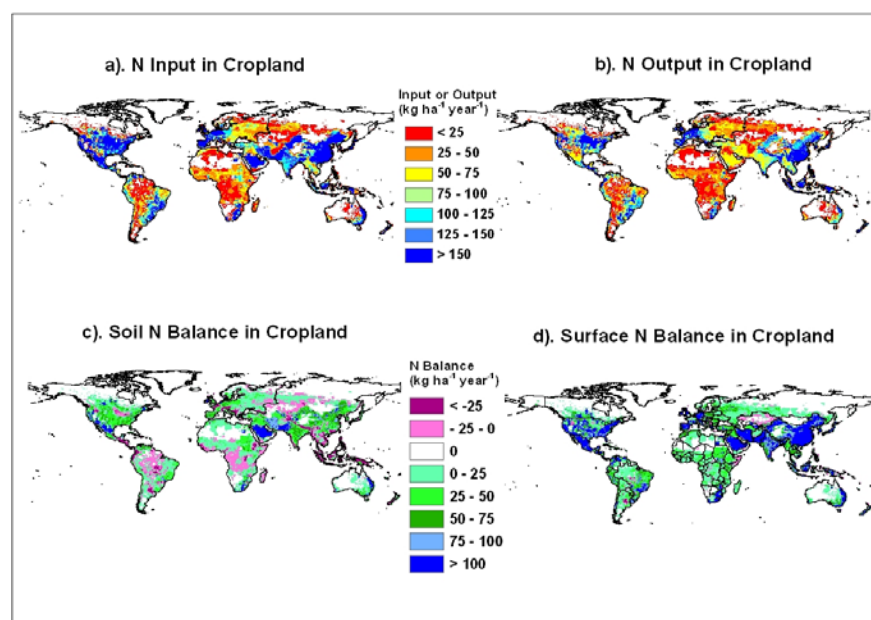 a). N Input in Cropland
b). N Output in Cropland
Input or Output
(kg ha⁻¹ year⁻¹)
< 25
25 - 50
50 - 75
75 - 100
100 - 125
125 - 150
> 150
c). Soil N Balance in Cropland
d). Surface N Balance in Cropland
N Balance
(kg ha⁻¹ year⁻¹)
< -25
- 25 - 0
0
0 - 25
25 - 50
50 - 75
75 - 100
> 100